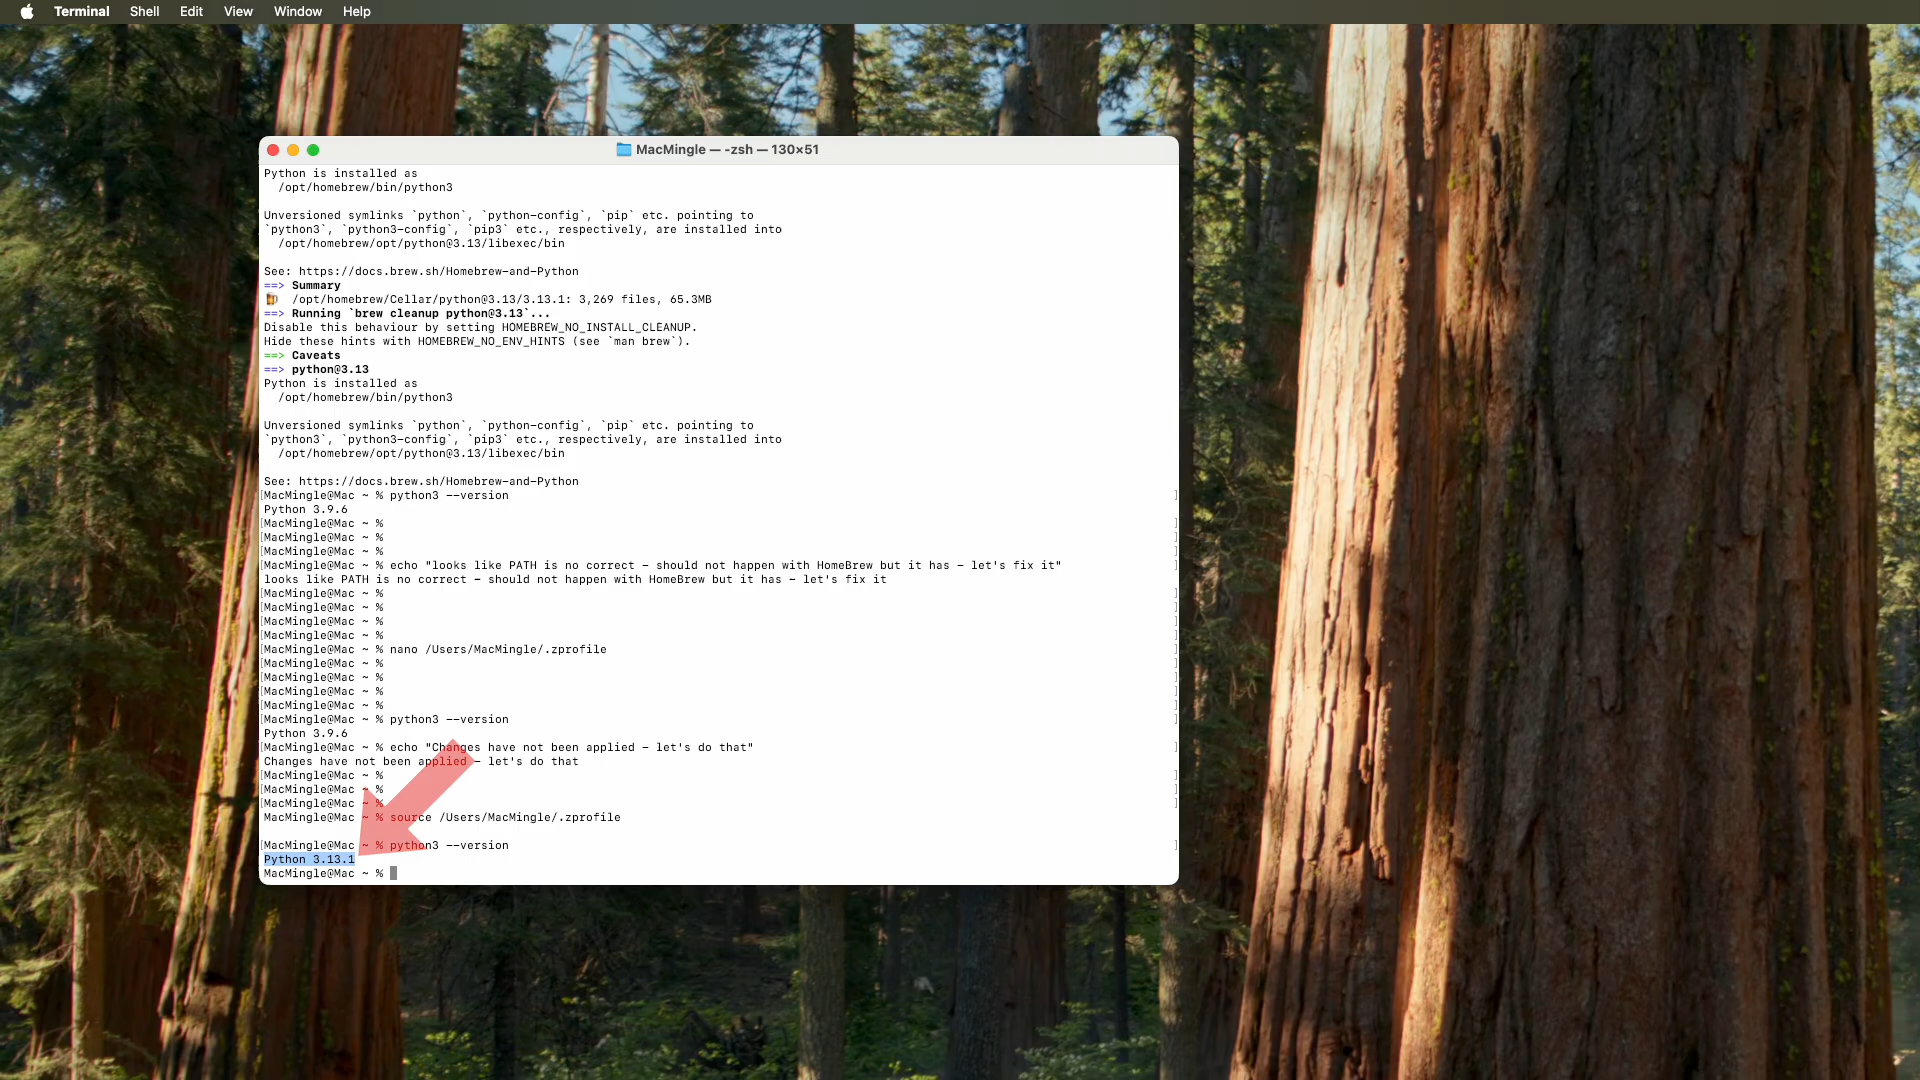 Terminal Shell Edit View Window Help
MacMingle — -zsh — 130×51
Python is installed as
/opt/homebrew/bin/python3
Unversioned symlinks `python`, `python-config`, `pip` etc. pointing to
`python3`, `python3-config`, `pip3` etc., respectively, are installed into
/opt/homebrew/opt/python@3.13/libexec/bin
See: https://docs.brew.sh/Homebrew-and-Python
==> Summary
🍺 /opt/homebrew/Cellar/python@3.13/3.13.1: 3,269 files, 65.3MB
==> Running `brew cleanup python@3.13`...
Disable this behaviour by setting HOMEBREW_NO_INSTALL_CLEANUP.
Hide these hints with HOMEBREW_NO_ENV_HINTS (see `man brew`).
==> Caveats
==> python@3.13
Python is installed as
/opt/homebrew/bin/python3
Unversioned symlinks `python`, `python-config`, `pip` etc. pointing to
`python3`, `python3-config`, `pip3` etc., respectively, are installed into
/opt/homebrew/opt/python@3.13/libexec/bin
See: https://docs.brew.sh/Homebrew-and-Python
[MacMingle@Mac ~ % python3 --version ]
Python 3.9.6
[MacMingle@Mac ~ % ]
[MacMingle@Mac ~ % ]
[MacMingle@Mac ~ % ]
[MacMingle@Mac ~ % echo "looks like PATH is no correct - should not happen with HomeBrew but it has - let's fix it" ]
looks like PATH is no correct - should not happen with HomeBrew but it has - let's fix it
[MacMingle@Mac ~ % ]
[MacMingle@Mac ~ % ]
[MacMingle@Mac ~ % ]
[MacMingle@Mac ~ % ]
[MacMingle@Mac ~ % nano /Users/MacMingle/.zprofile ]
[MacMingle@Mac ~ % ]
[MacMingle@Mac ~ % ]
[MacMingle@Mac ~ % ]
[MacMingle@Mac ~ % ]
[MacMingle@Mac ~ % python3 --version ]
Python 3.9.6
[MacMingle@Mac ~ % echo "Changes have not been applied - let's do that" ]
Changes have not been applied - let's do that
[MacMingle@Mac ~ % ]
[MacMingle@Mac ~ % ]
[MacMingle@Mac ~ % ]
MacMingle@Mac ~ % source /Users/MacMingle/.zprofile
[MacMingle@Mac ~ % python3 --version ]
Python 3.13.1
MacMingle@Mac ~ %